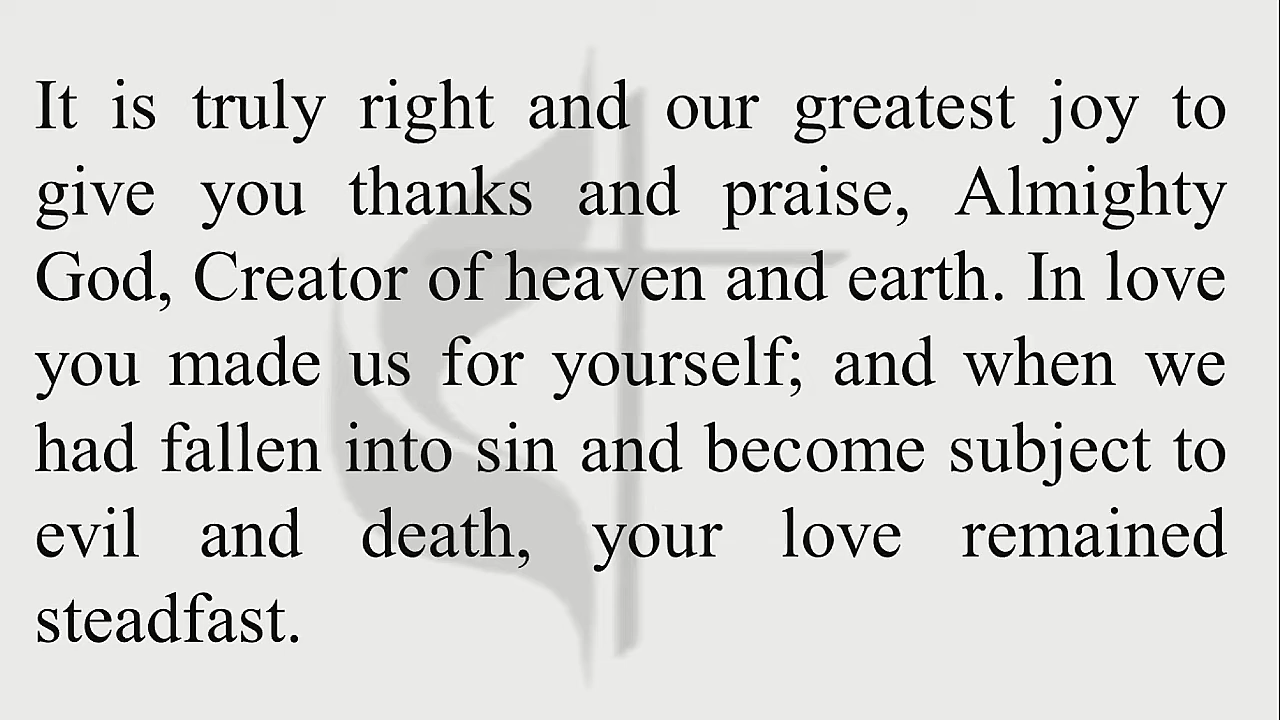 It is truly right and our greatest joy to
give you thanks and praise, Almighty
God, Creator of heaven and earth. In love
you made us for yourself; and when we
had fallen into sin and become subject to
evil and death, your love remained
steadfast.